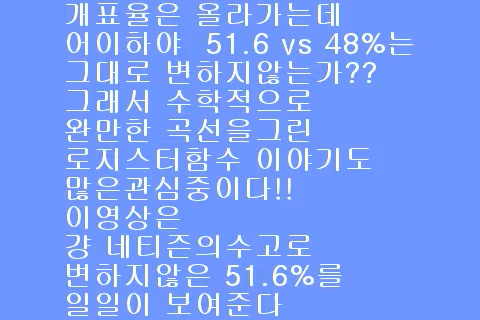 개표율은 올라가는데
어이하야 51.6 vs 48%는
그대로 변하지않는가??
그래서 수학적으로
완만한 곡선을그린
로지스터함수 이야기도
많은관심중이다!!
이영상은
걍 네티즌의수고로
변하지않은 51.6%를
일일이 보여준다